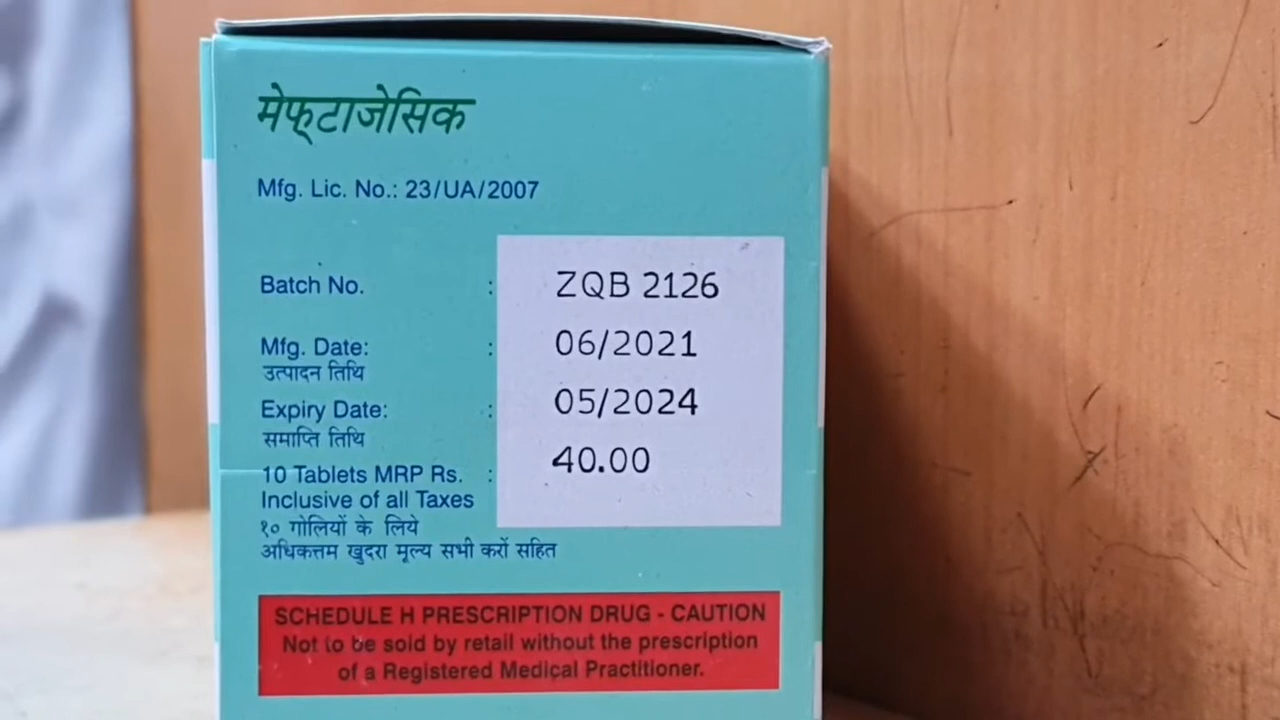 मेफ्टाजेसिक
Mfg. Lic. No.: 23/UA/2007
Batch No. : ZQB 2126
Mfg. Date: : 06/2021
उत्पादन तिथि
Expiry Date: : 05/2024
समाप्ति तिथि
10 Tablets MRP Rs. : 40.00
Inclusive of all Taxes
१० गोलियों के लिये
अधिकत्तम खुदरा मूल्य सभी करों सहित
SCHEDULE H PRESCRIPTION DRUG - CAUTION
Not to be sold by retail without the prescription
of a Registered Medical Practitioner.